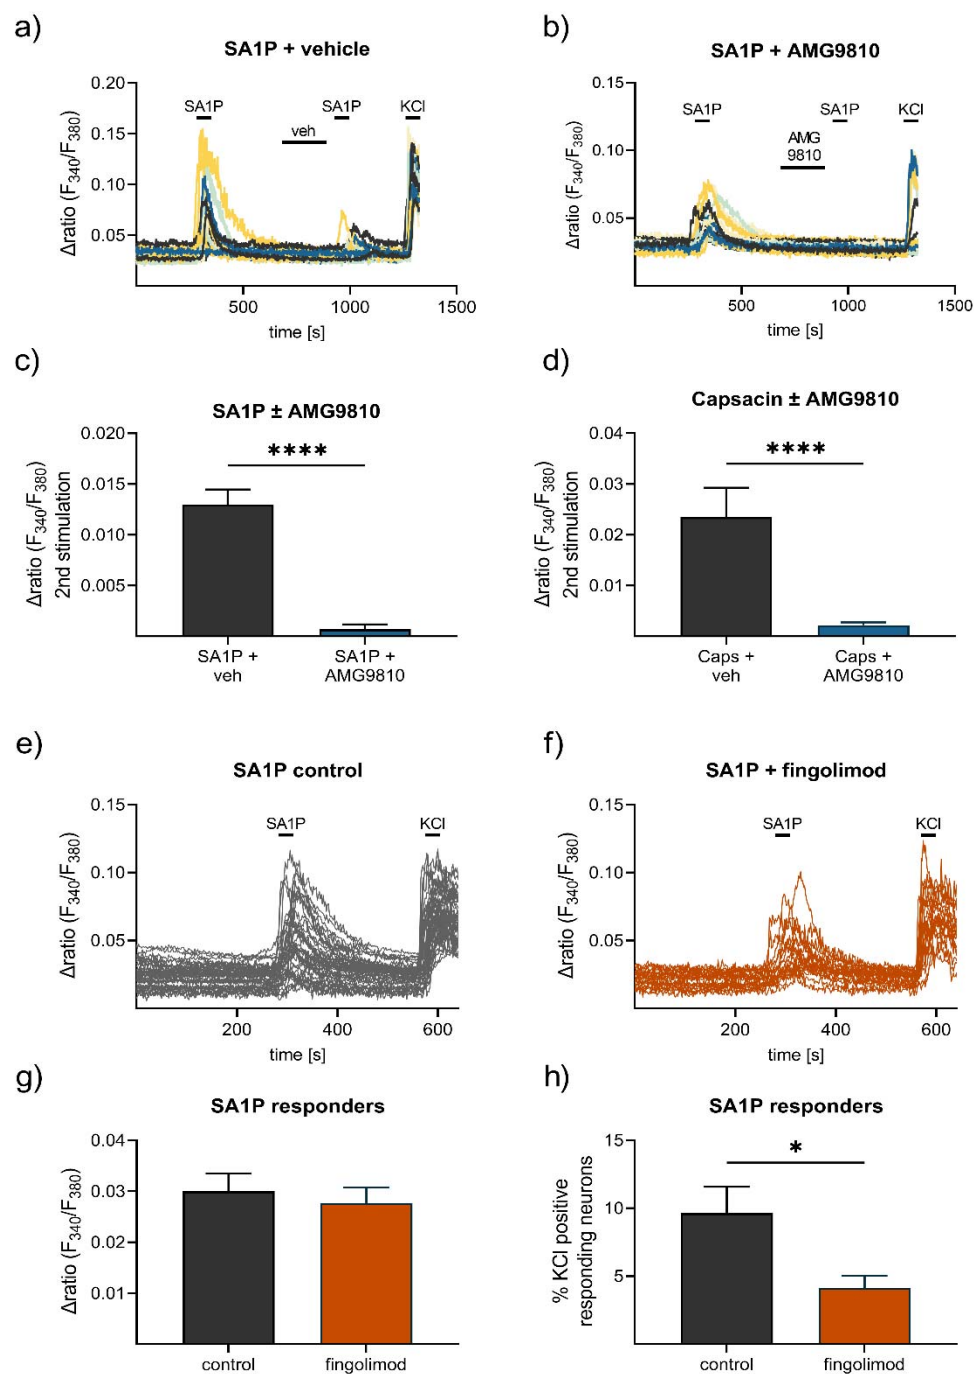 a)
SA1P + vehicle
0.20
0.15
0.10
0.05
Δratio (F340/F380)
SA1P
veh
SA1P
KCl
500
1000
1500
time [s]
b)
SA1P + AMG9810
0.15
0.10
0.05
Δratio (F340/F380)
SA1P
AMG
9810
SA1P
KCl
500
1000
1500
time [s]
c)
SA1P ± AMG9810
0.020
0.015
0.010
0.005
Δratio (F340/F380)
2nd stimulation
****
SA1P +
veh
SA1P +
AMG9810
d)
Capsacin ± AMG9810
0.04
0.03
0.02
0.01
Δratio (F340/F380)
2nd stimulation
****
Caps +
veh
Caps +
AMG9810
e)
SA1P control
0.15
0.10
0.05
Δratio (F340/F380)
SA1P
KCl
200
400
600
time [s]
f)
SA1P + fingolimod
0.15
0.10
0.05
Δratio (F340/F380)
SA1P
KCl
200
400
600
time [s]
g)
SA1P responders
0.04
0.03
0.02
0.01
Δratio (F340/F380)
control
fingolimod
h)
SA1P responders
15
10
5
% KCl positive
responding neurons
*
control
fingolimod